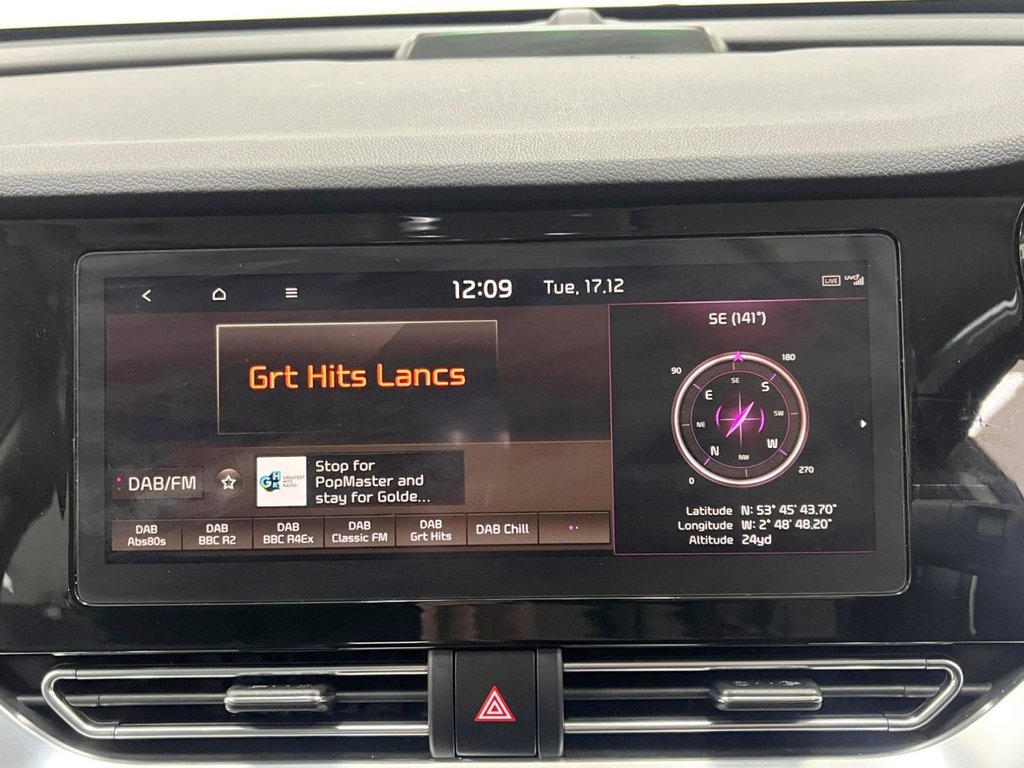 12:09 Tue, 17.12
LIVE UVO
Grt Hits Lancs
DAB/FM
GHR GREATEST HITS RADIO
Stop for
PopMaster and
stay for Golde...
DAB
Abs80s
DAB
BBC R2
DAB
BBC R4Ex
DAB
Classic FM
DAB
Grt Hits
DAB Chill
SE (141°)
90
180
SE
E
S
NE
SW
N
W
NW
0
270
Latitude N: 53° 45' 43.70"
Longitude W: 2° 48' 48.20"
Altitude 24yd